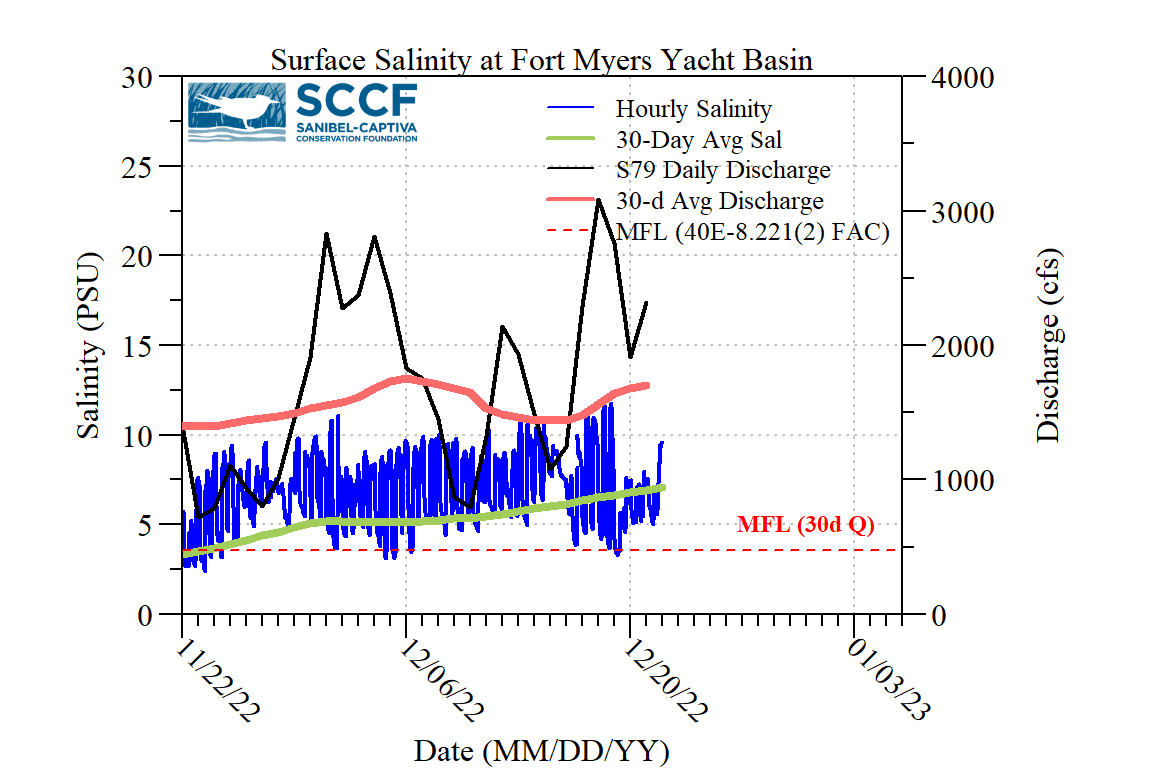 Surface Salinity at Fort Myers Yacht Basin
SCCF
SANIBEL-CAPTIVA
CONSERVATION FOUNDATION
Hourly Salinity
30-Day Avg Sal
S79 Daily Discharge
30-d Avg Discharge
MFL (40E-8.221(2) FAC)
30
25
20
15
10
5
0
Salinity (PSU)
4000
3000
2000
1000
0
Discharge (cfs)
MFL (30d Q)
11/22/22
12/06/22
12/20/22
01/03/23
Date (MM/DD/YY)